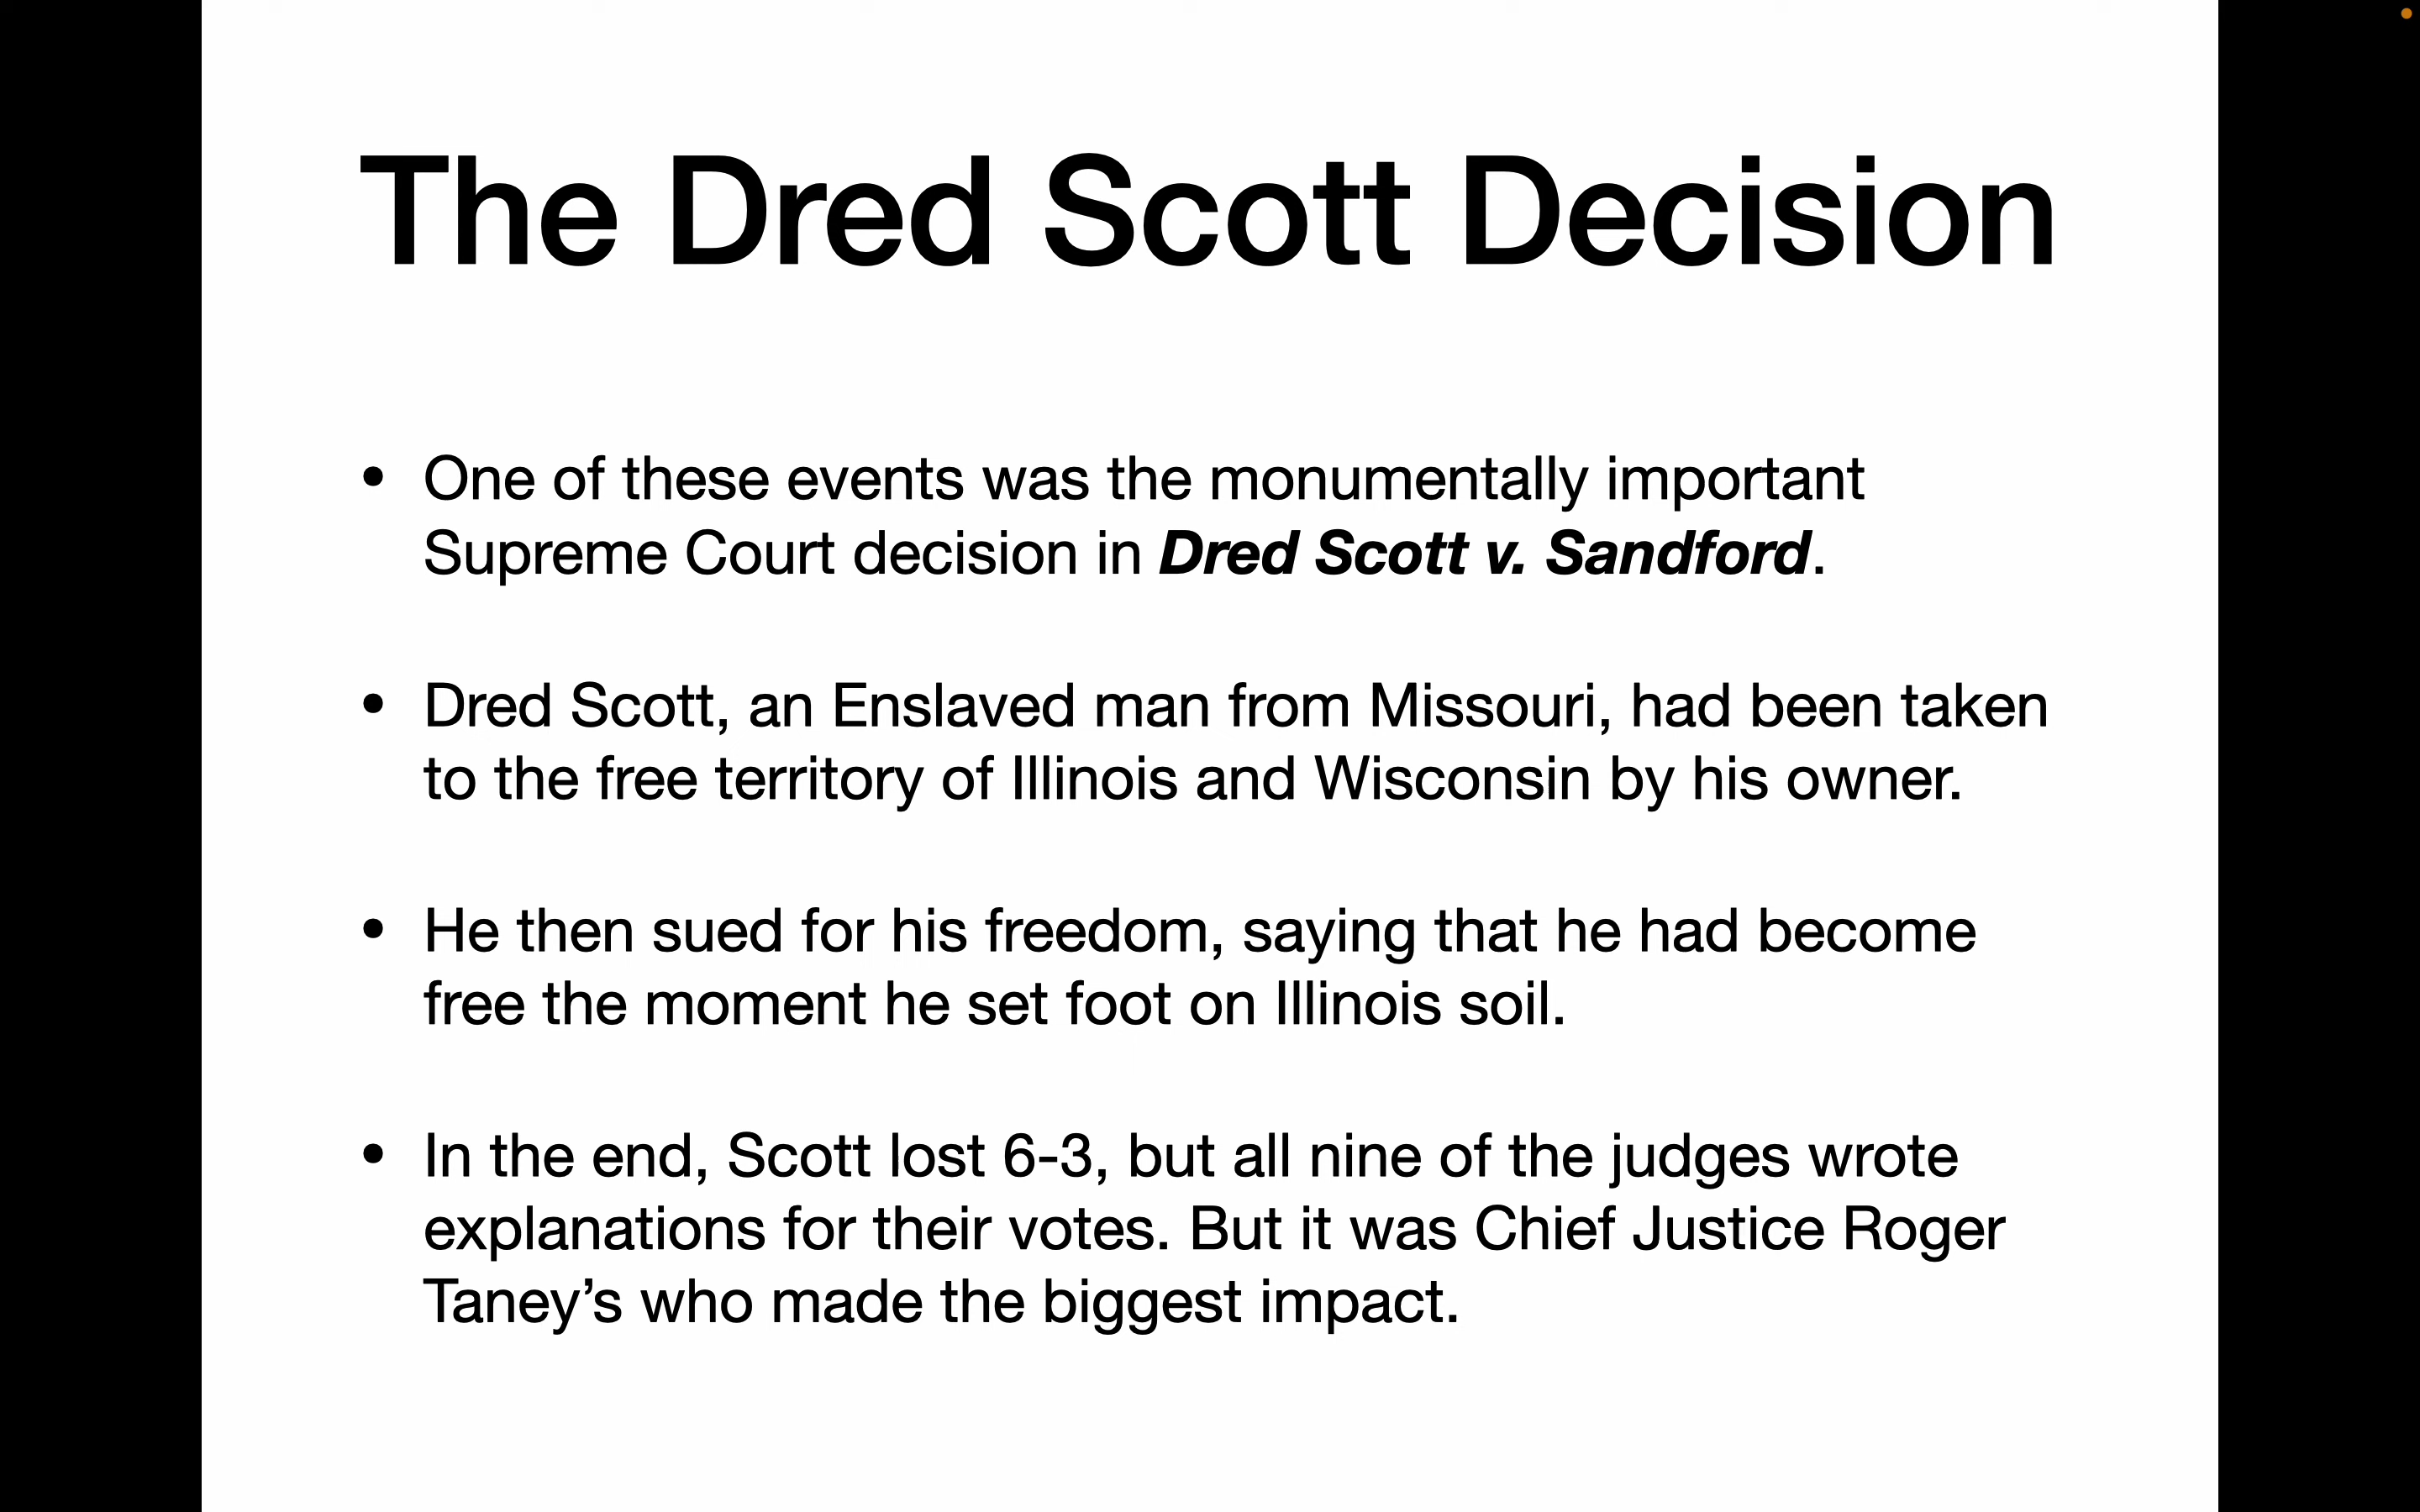 The Dred Scott Decision
• One of these events was the monumentally important
Supreme Court decision in Dred Scott v. Sandford.
• Dred Scott, an Enslaved man from Missouri, had been taken
to the free territory of Illinois and Wisconsin by his owner.
• He then sued for his freedom, saying that he had become
free the moment he set foot on Illinois soil.
• In the end, Scott lost 6-3, but all nine of the judges wrote
explanations for their votes. But it was Chief Justice Roger
Taney’s who made the biggest impact.